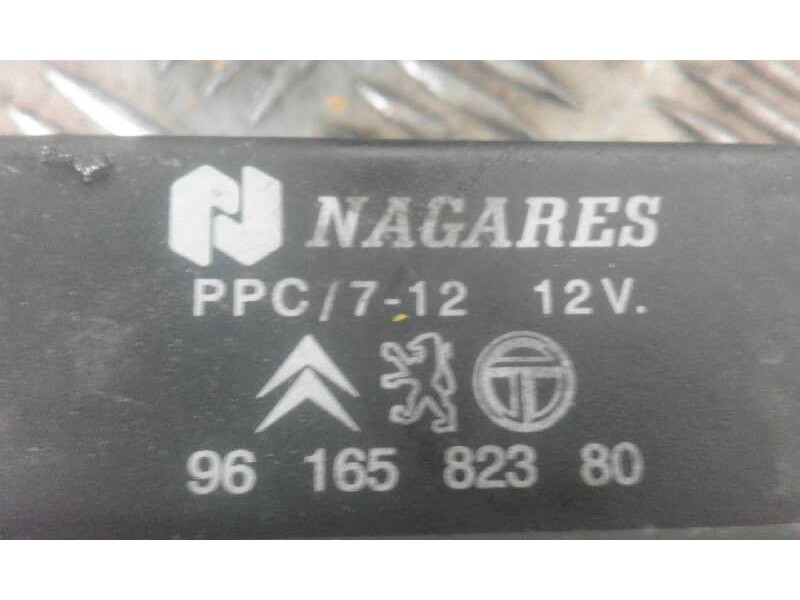 NAGARES
PPC/7-12 12V.
96 165 823 80